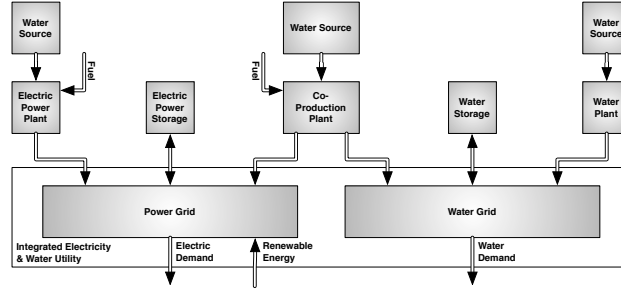 Water
Source
Water Source
Water
Source
Fuel
Fuel
Electric
Power
Plant
Electric
Power
Storage
Co-
Production
Plant
Water
Storage
Water
Plant
Power Grid
Water Grid
Integrated Electricity
& Water Utility
Electric
Demand
Renewable
Energy
Water
Demand